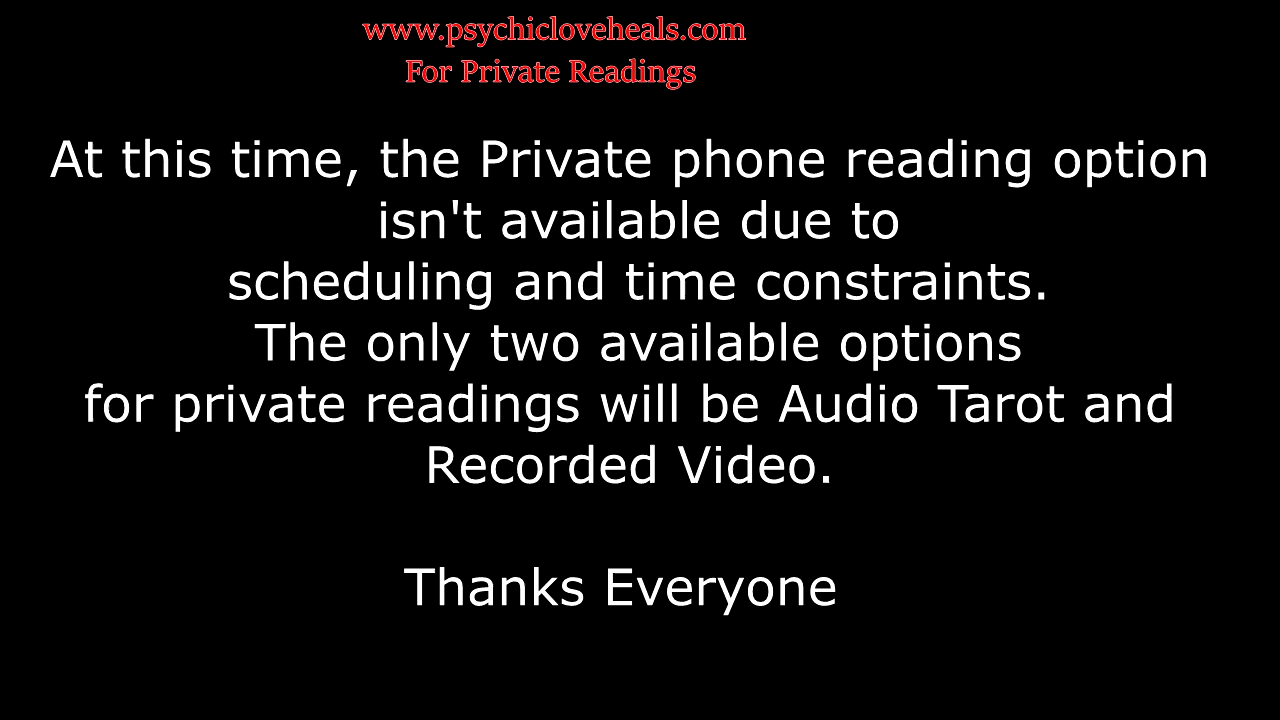 www.psychicloveheals.com
For Private Readings
At this time, the Private phone reading option
isn't available due to
scheduling and time constraints.
The only two available options
for private readings will be Audio Tarot and
Recorded Video.
Thanks Everyone